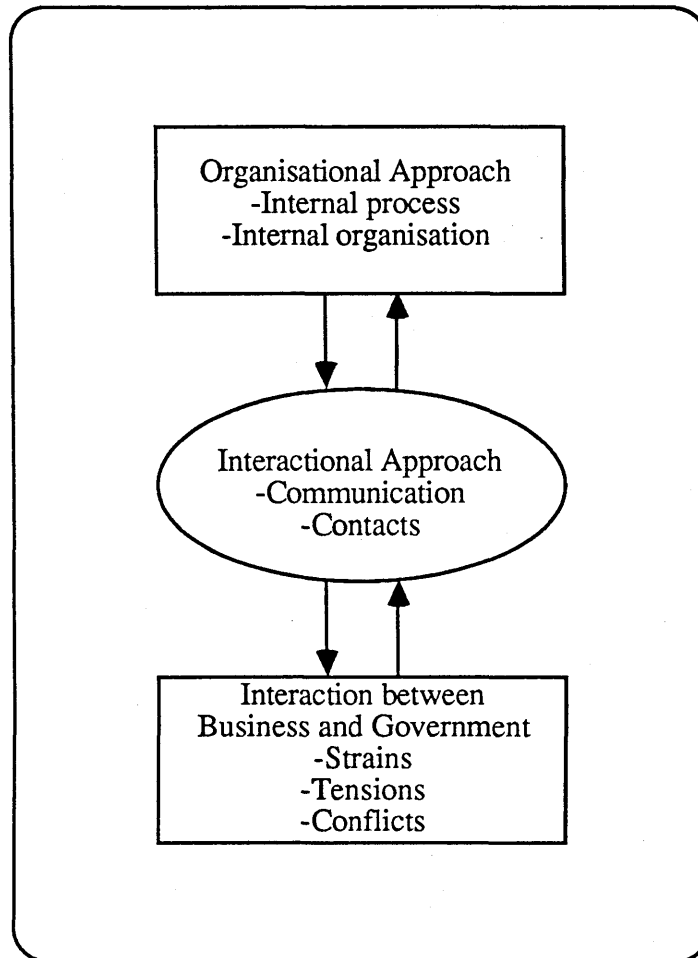 Organisational Approach
-Internal process
-Internal organisation
Interactional Approach
-Communication
-Contacts
Interaction between
Business and Government
-Strains
-Tensions
-Conflicts